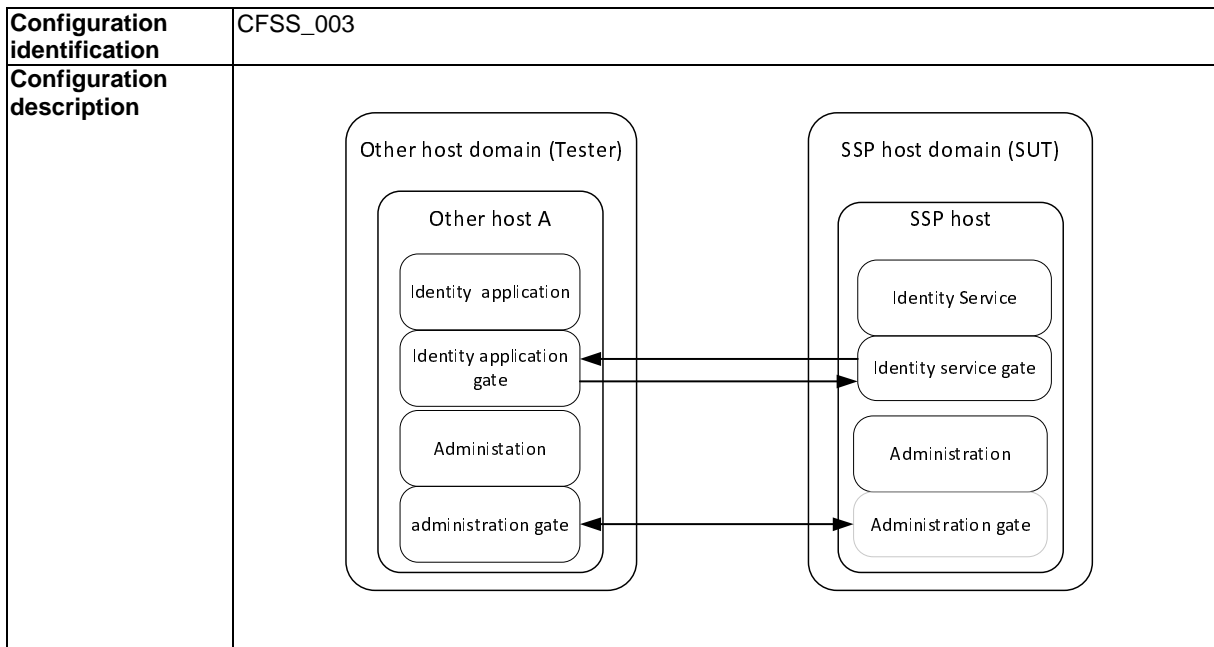 Configuration
identification
CFSS_003
Configuration
description
Other host domain (Tester)
Other host A
Identity application
Identity application
gate
Administation
administration gate
SSP host domain (SUT)
SSP host
Identity Service
Identity service gate
Administration
Administration gate